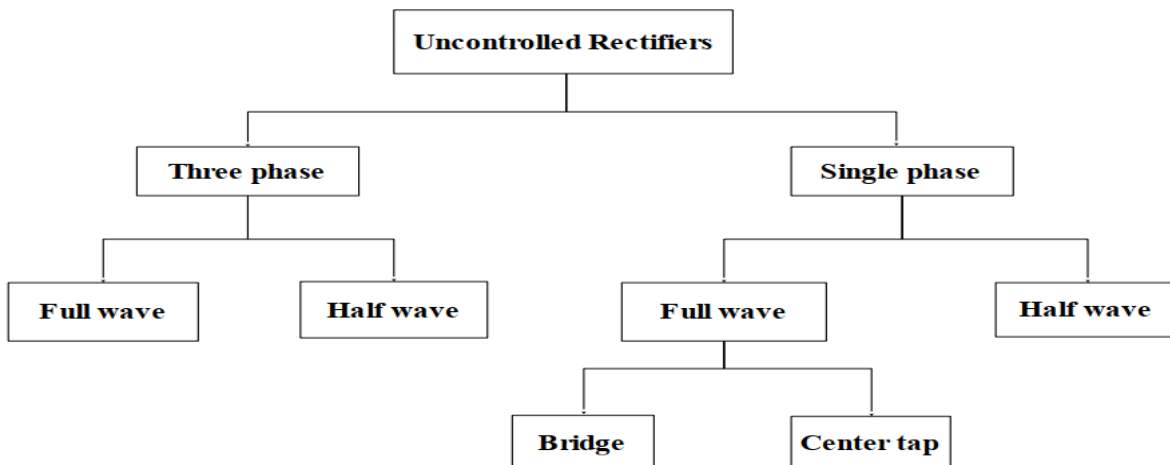 Uncontrolled Rectifiers
Three phase
Single phase
Full wave
Half wave
Full wave
Half wave
Bridge
Center tap